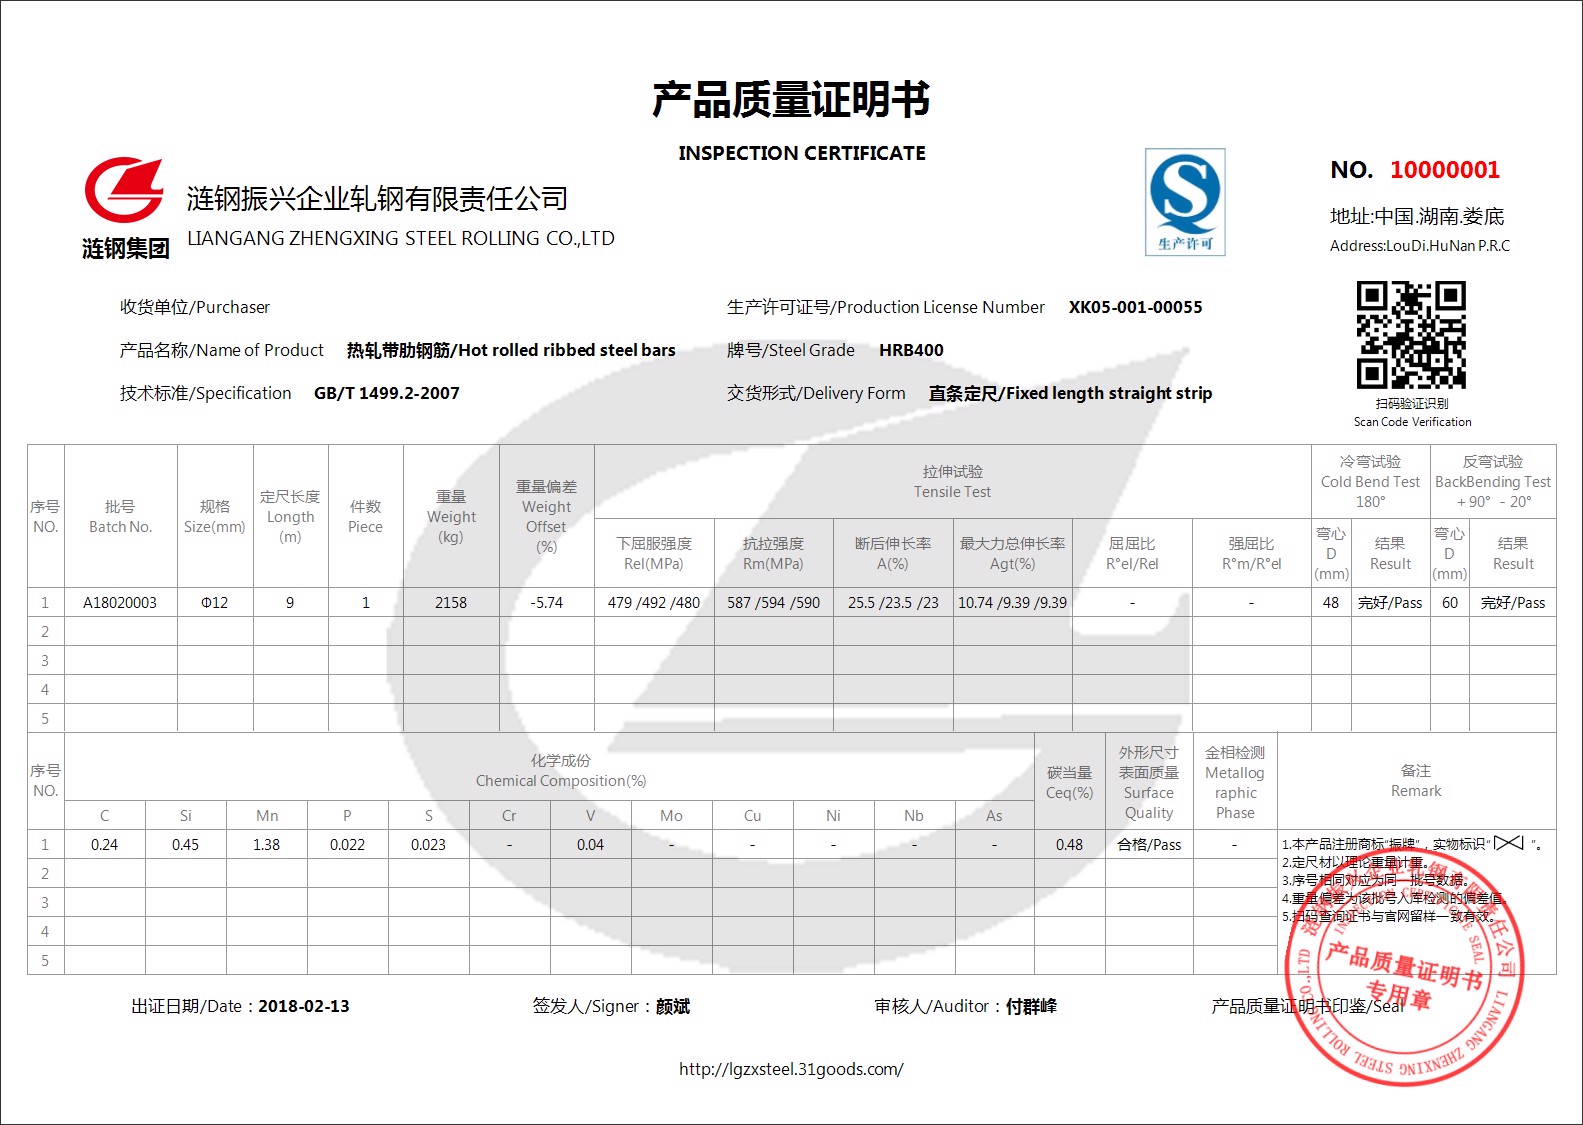 产品质量证明书
INSPECTION CERTIFICATE
涟钢集团
涟钢振兴企业轧钢有限责任公司
LIANGANG ZHENGXING STEEL ROLLING CO.,LTD
生产许可
NO. 10000001
地址:中国.湖南.娄底
Address:LouDi.HuNan P.R.C
扫码验证识别
Scan Code Verification
收货单位/Purchaser
生产许可证号/Production License Number XK05-001-00055
产品名称/Name of Product 热轧带肋钢筋/Hot rolled ribbed steel bars
牌号/Steel Grade HRB400
技术标准/Specification GB/T 1499.2-2007
交货形式/Delivery Form 直条定尺/Fixed length straight strip
序号 NO.
批号 Batch No.
规格 Size(mm)
定尺长度 Longth (m)
件数 Piece
重量 Weight (kg)
重量偏差 Weight Offset (%)
拉伸试验 Tensile Test
下屈服强度 Rel(MPa)
抗拉强度 Rm(MPa)
断后伸长率 A(%)
最大力总伸长率 Agt(%)
屈屈比 R°el/Rel
强屈比 R°m/R°el
冷弯试验 Cold Bend Test 180°
弯心 D (mm)
结果 Result
反弯试验 BackBending Test + 90° - 20°
弯心 D (mm)
结果 Result
1 A18020003 Φ12 9 1 2158 -5.74 479 /492 /480 587 /594 /590 25.5 /23.5 /23 10.74 /9.39 /9.39 - - 48 完好/Pass 60 完好/Pass
2
3
4
5
序号 NO.
化学成份 Chemical Composition(%)
C Si Mn P S Cr V Mo Cu Ni Nb As
碳当量 Ceq(%)
外形尺寸 表面质量 Surface Quality
金相检测 Metallog raphic Phase
备注 Remark
1 0.24 0.45 1.38 0.022 0.023 - 0.04 - - - - - 0.48 合格/Pass -
2
3
4
5
1.本产品注册商标"振牌"，实物标识" "。
2.定尺材以理论重量计重。
3.序号相同对应为同一批号数据。
4.重量偏差为该批号入库检测的偏差值。
5.扫码查询证书与官网留样一致有效。
出证日期/Date：2018-02-13
签发人/Signer：颜斌
审核人/Auditor：付群峰
产品质量证明书印鉴/Seal
涟钢振兴企业轧钢有限责任公司
LIANGANG ZHENXING STEEL ROLLING CO.,LTD
INSPECTION CERTIFICATE SEAL
产品质量证明书
专用章
http://lgzxsteel.31goods.com/